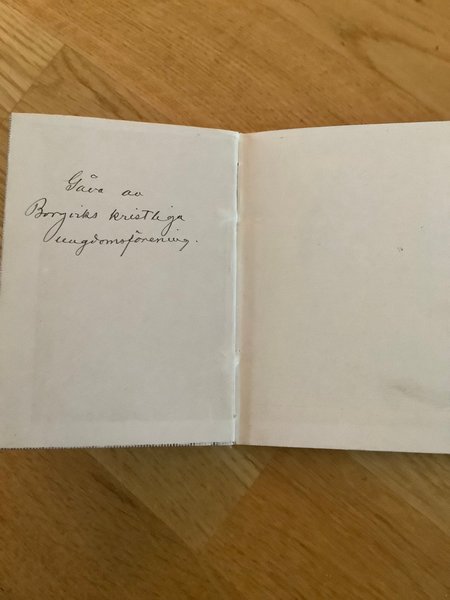 Gåva av
Borgviks kristliga
ungdomsförening.